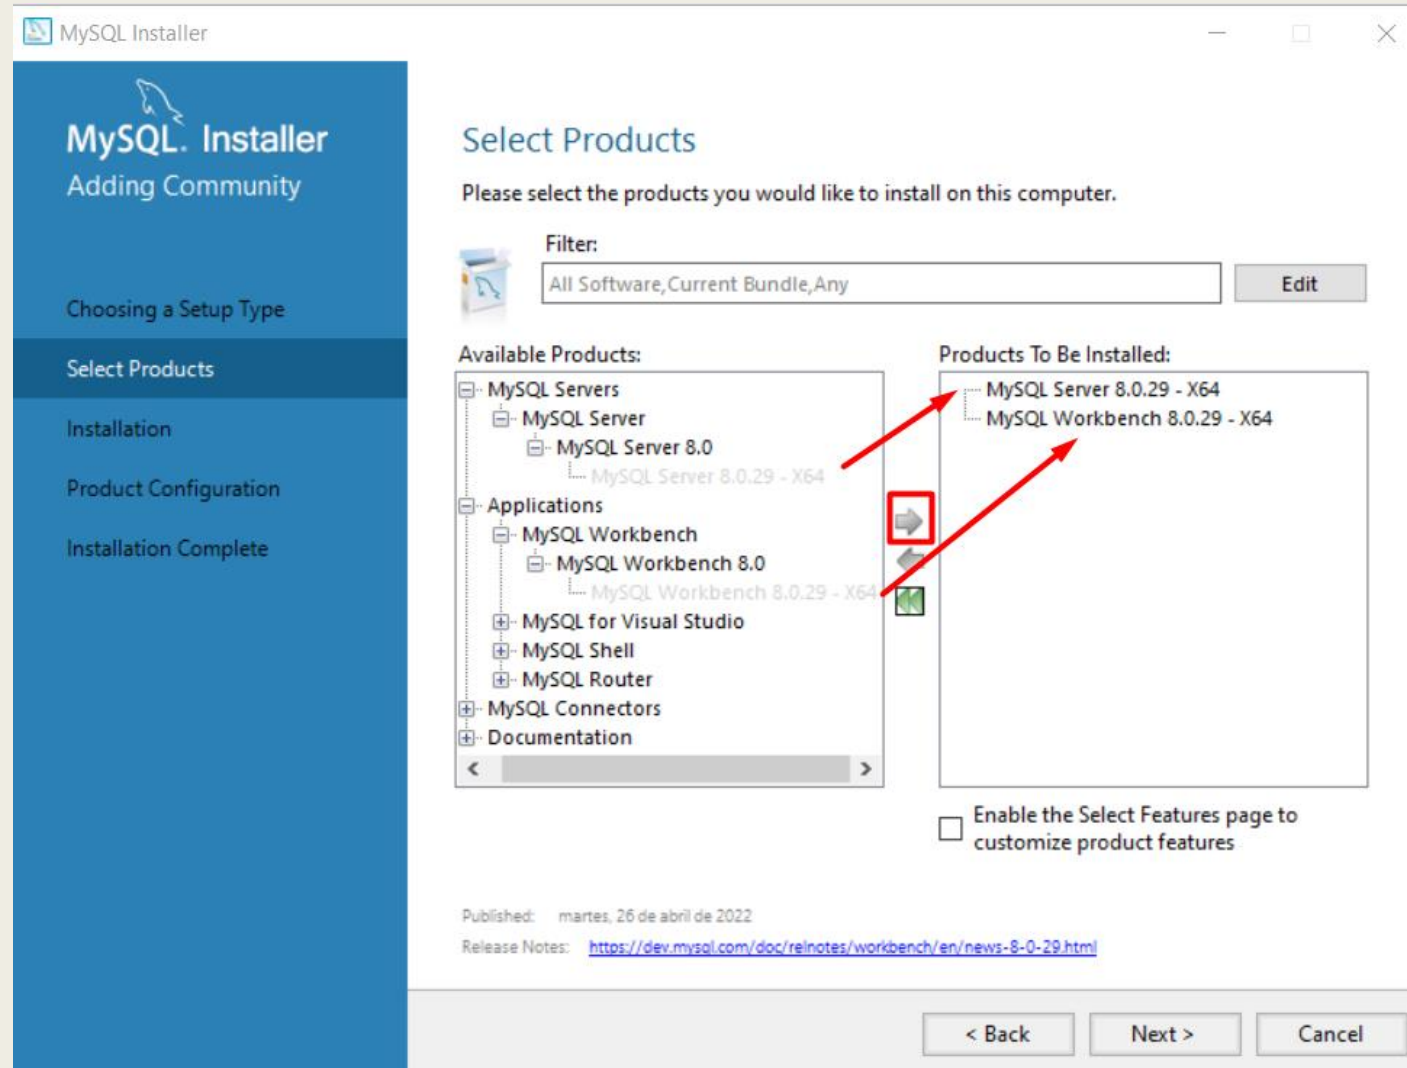 MySQL Installer
MySQL. Installer
Adding Community
Choosing a Setup Type
Select Products
Installation
Product Configuration
Installation Complete
Select Products
Please select the products you would like to install on this computer.
Filter:
All Software,Current Bundle,Any
Edit
Available Products:
MySQL Servers
MySQL Server
MySQL Server 8.0
MySQL Server 8.0.29 - X64
Applications
MySQL Workbench
MySQL Workbench 8.0
MySQL Workbench 8.0.29 - X64
MySQL for Visual Studio
MySQL Shell
MySQL Router
MySQL Connectors
Documentation
Products To Be Installed:
MySQL Server 8.0.29 - X64
MySQL Workbench 8.0.29 - X64
Enable the Select Features page to
customize product features
Published: martes, 26 de abril de 2022
Release Notes: https://dev.mysql.com/doc/relnotes/workbench/en/news-8-0-29.html
< Back
Next >
Cancel